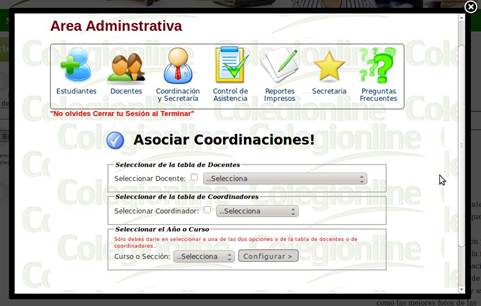 Area Adminstrativa
Estudiantes
Docentes
Coordinación
y Secretaría
Control de
Asistencia
Reportes
Impresos
Secretaria
Preguntas
Frecuentes
"No olvides Cerrar tu Sesión al Terminar"
Asociar Coordinaciones!
Seleccionar de la tabla de Docentes
Seleccionar Docente: ..Selecciona
Seleccionar de la tabla de Coordinadores
Seleccionar Coordinador: ..Selecciona
Seleccionar el Año o Curso
Sólo debes darle en seleccionar a una de las dos opciones o de la tabla de docentes o de
coordinadores.
Curso o Sección: ..Selecciona Configurar >
Colegionline
como las mejores fotos de las